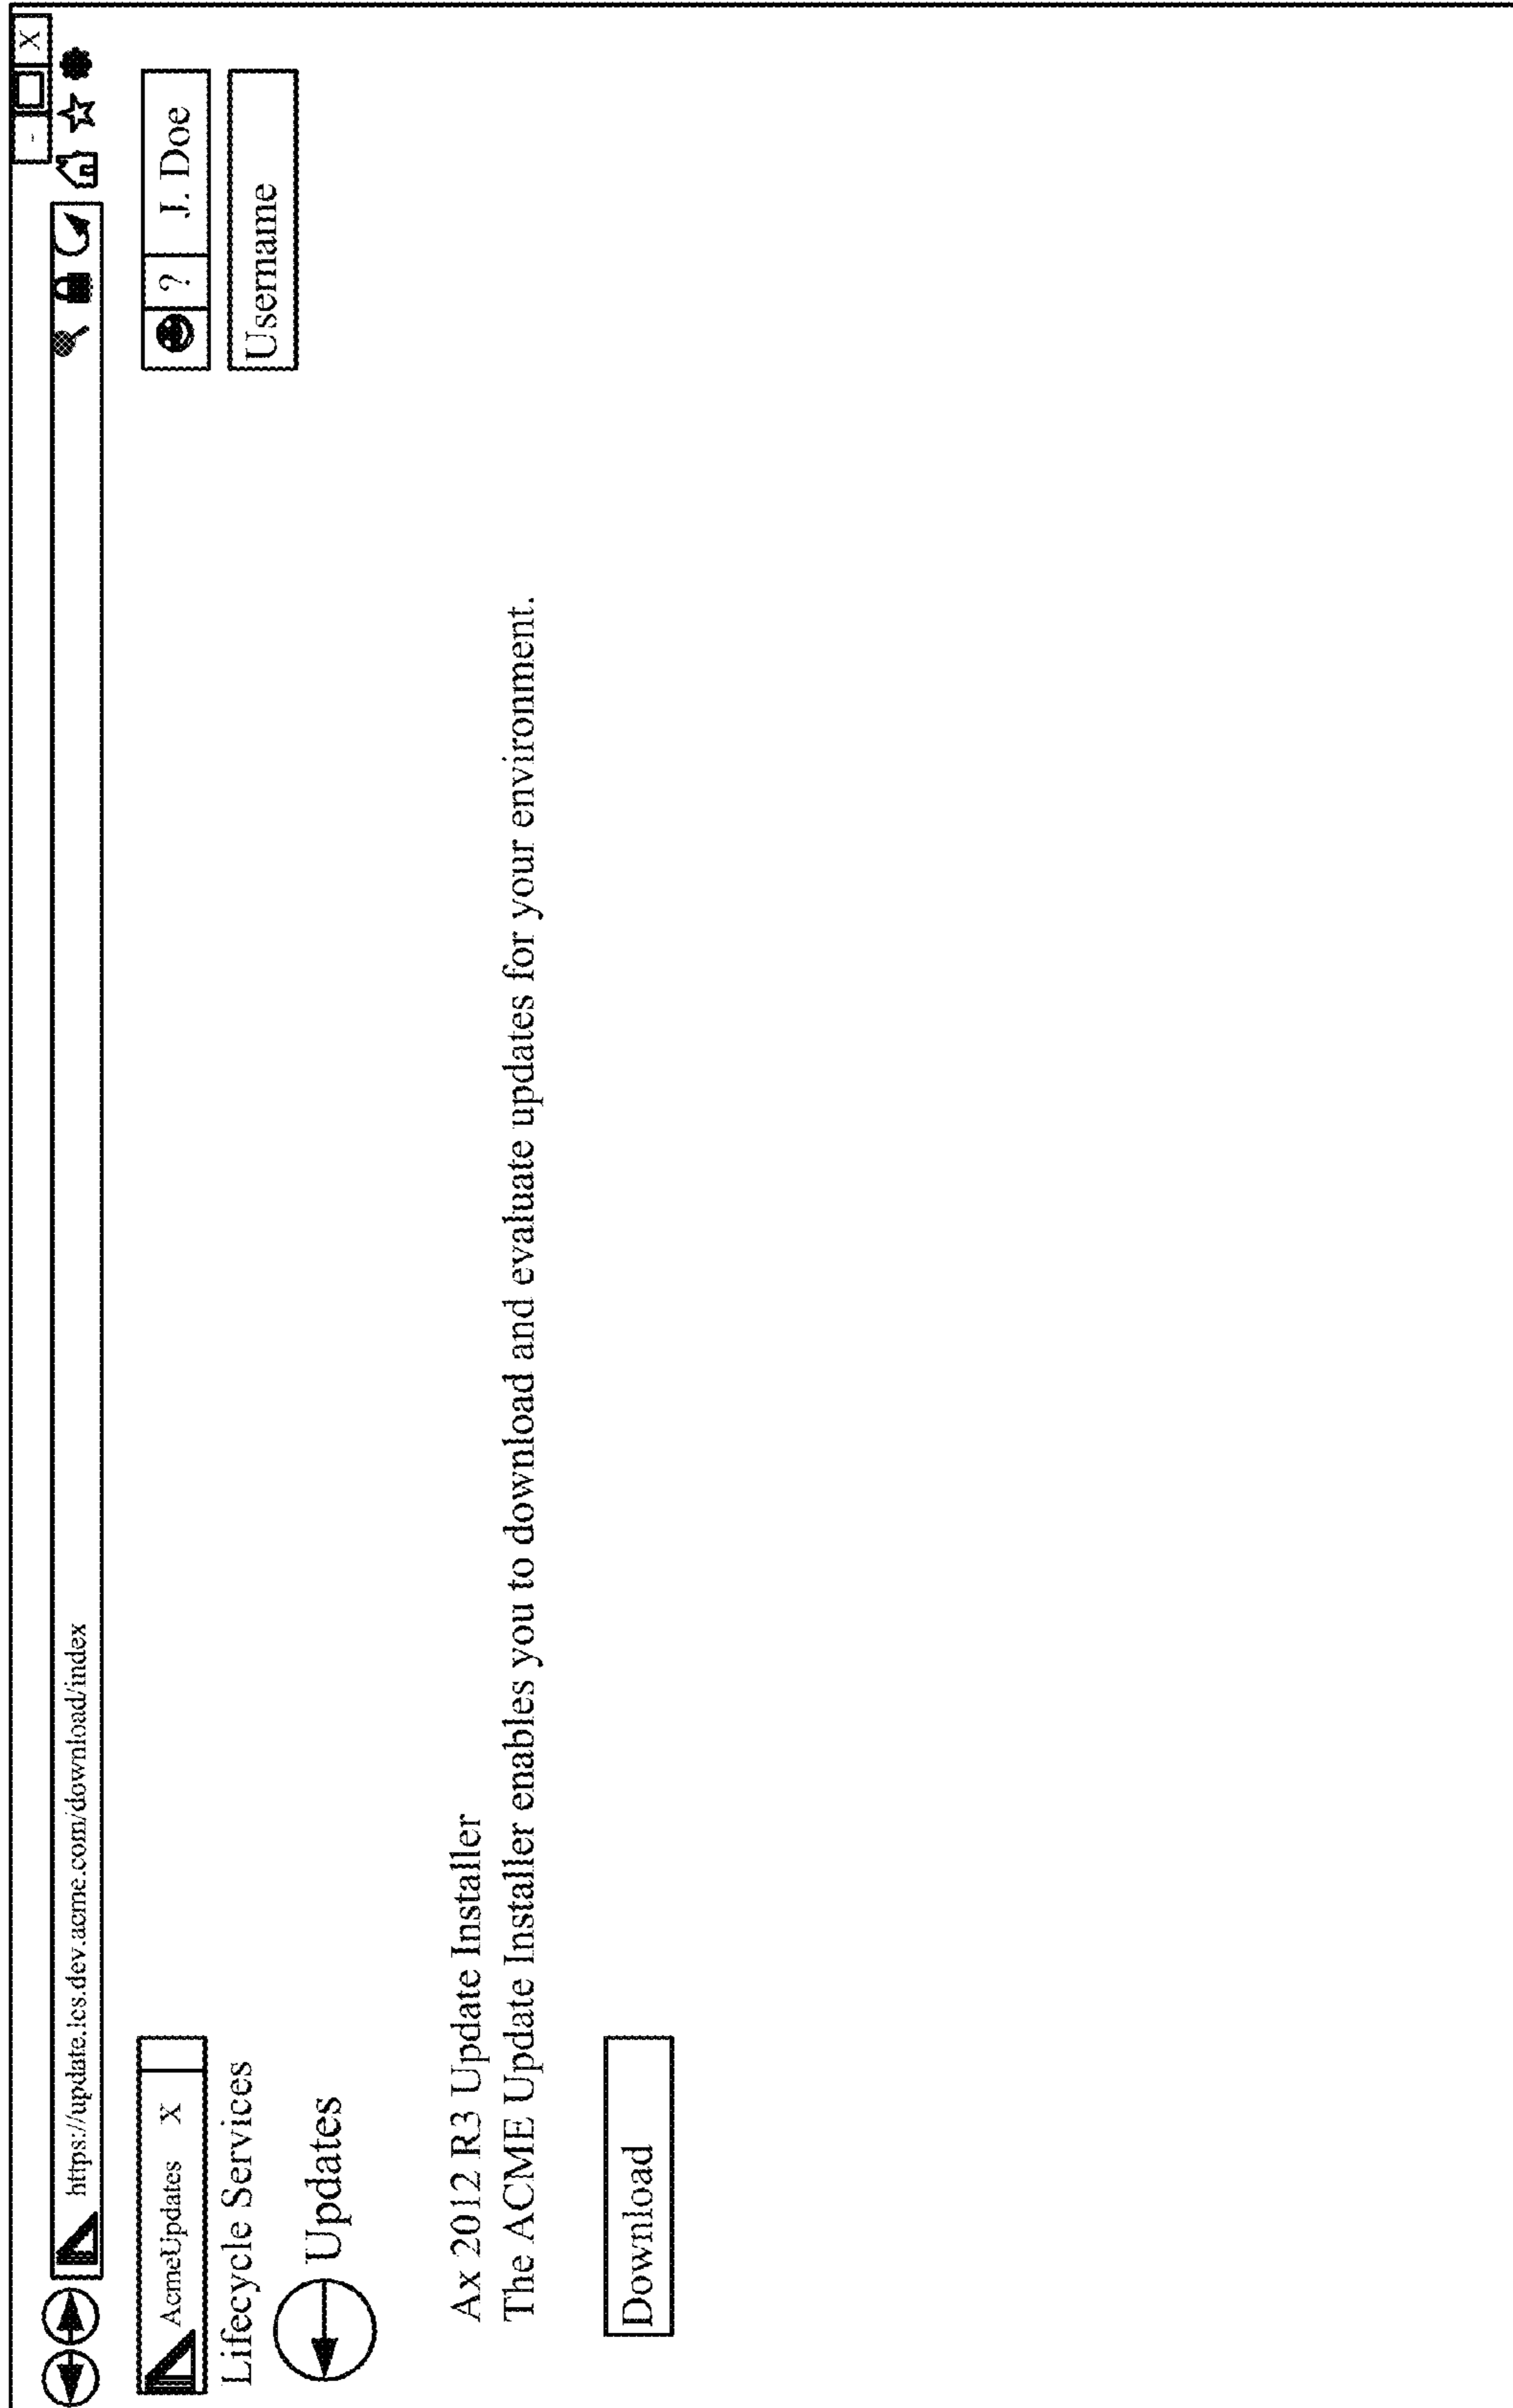 - X
https://update.lcs.dev.acme.com/download/index
AcmeUpdates X
? J. Doe
Lifecycle Services
Username
Updates
Ax 2012 R3 Update Installer
The ACME Update Installer enables you to download and evaluate updates for your environment.
Download